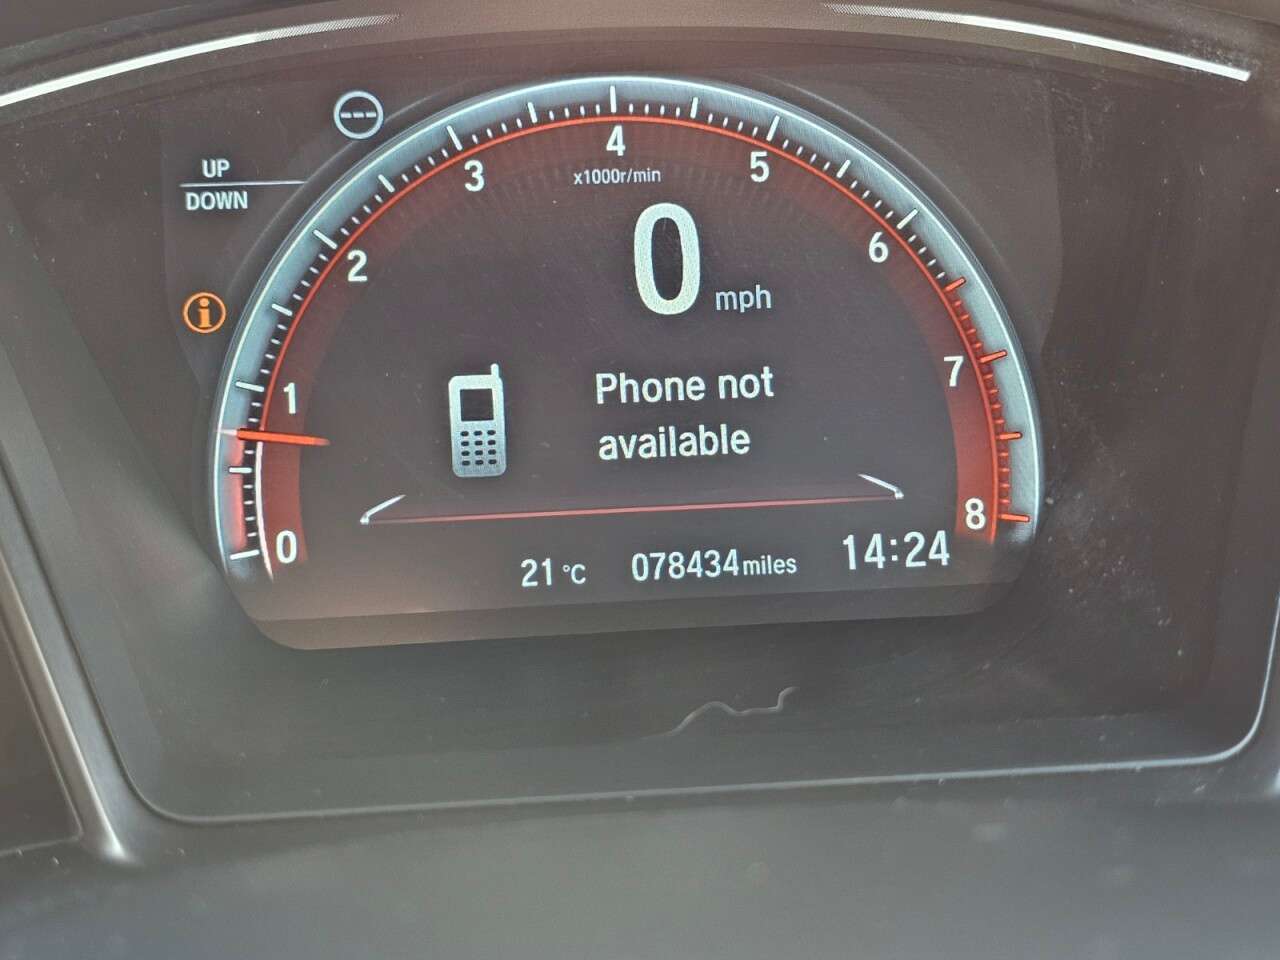 UP
DOWN
i
0
1
2
3
4
5
6
7
8
x1000r/min
0 mph
Phone not
available
21 °C 078434 miles 14:24